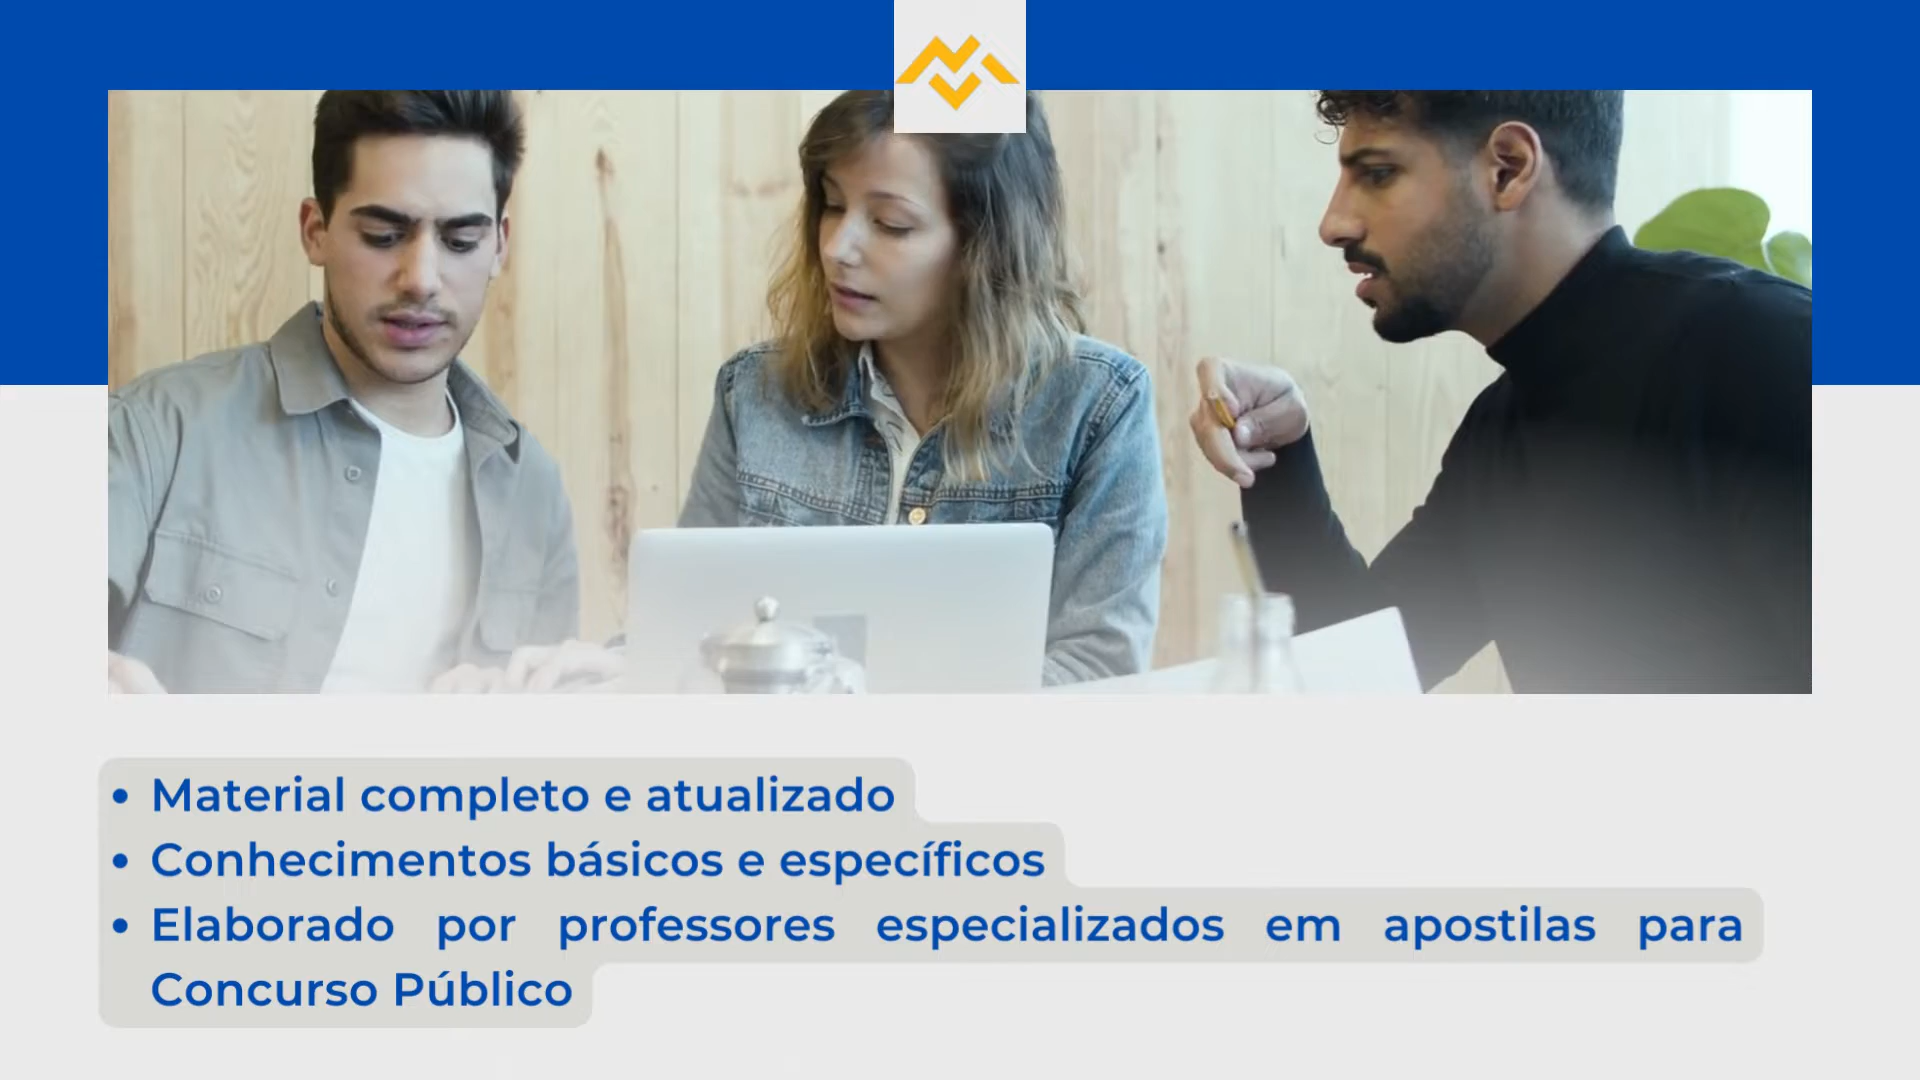 • Material completo e atualizado
• Conhecimentos básicos e específicos
• Elaborado por professores especializados em apostilas para
Concurso Público